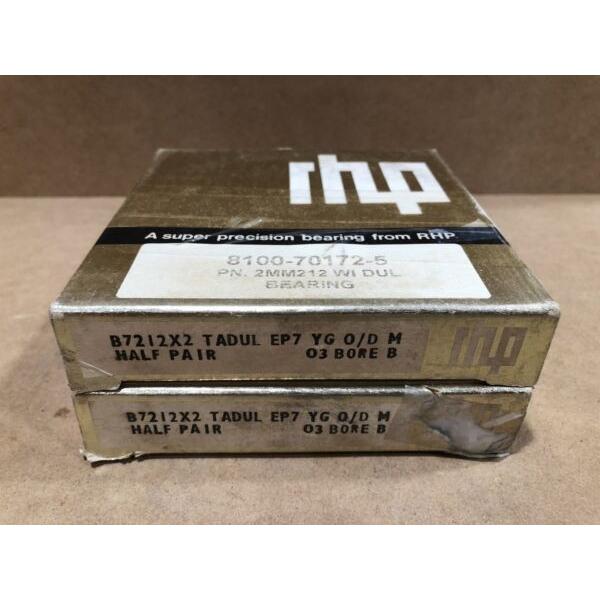 rhp
A super precision bearing from RHP
8100-70172-5
PN. 2MM212 WI DUL
BEARING
B7212X2 TADUL EP7 YG O/D M
HALF PAIR 03 BORE B
rhp
B7212X2 TADUL EP7 YG O/D M
HALF PAIR 03 BORE B